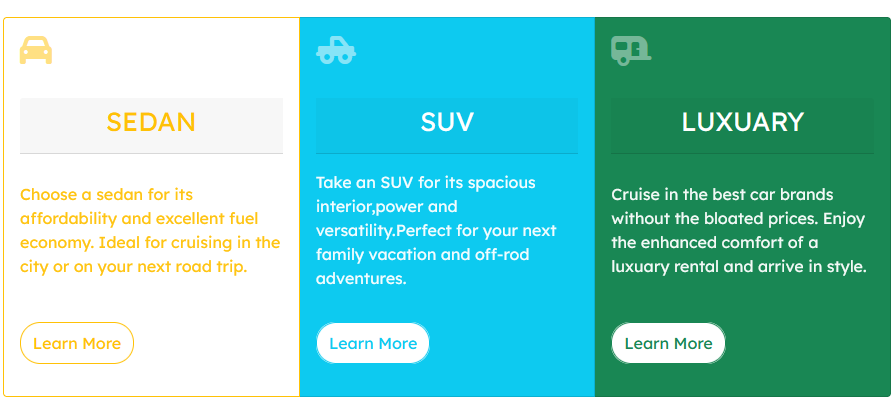 SEDAN
Choose a sedan for its
affordability and excellent fuel
economy. Ideal for cruising in the
city or on your next road trip.
Learn More
SUV
Take an SUV for its spacious
interior,power and
versatility.Perfect for your next
family vacation and off-rod
adventures.
Learn More
LUXUARY
Cruise in the best car brands
without the bloated prices. Enjoy
the enhanced comfort of a
luxuary rental and arrive in style.
Learn More